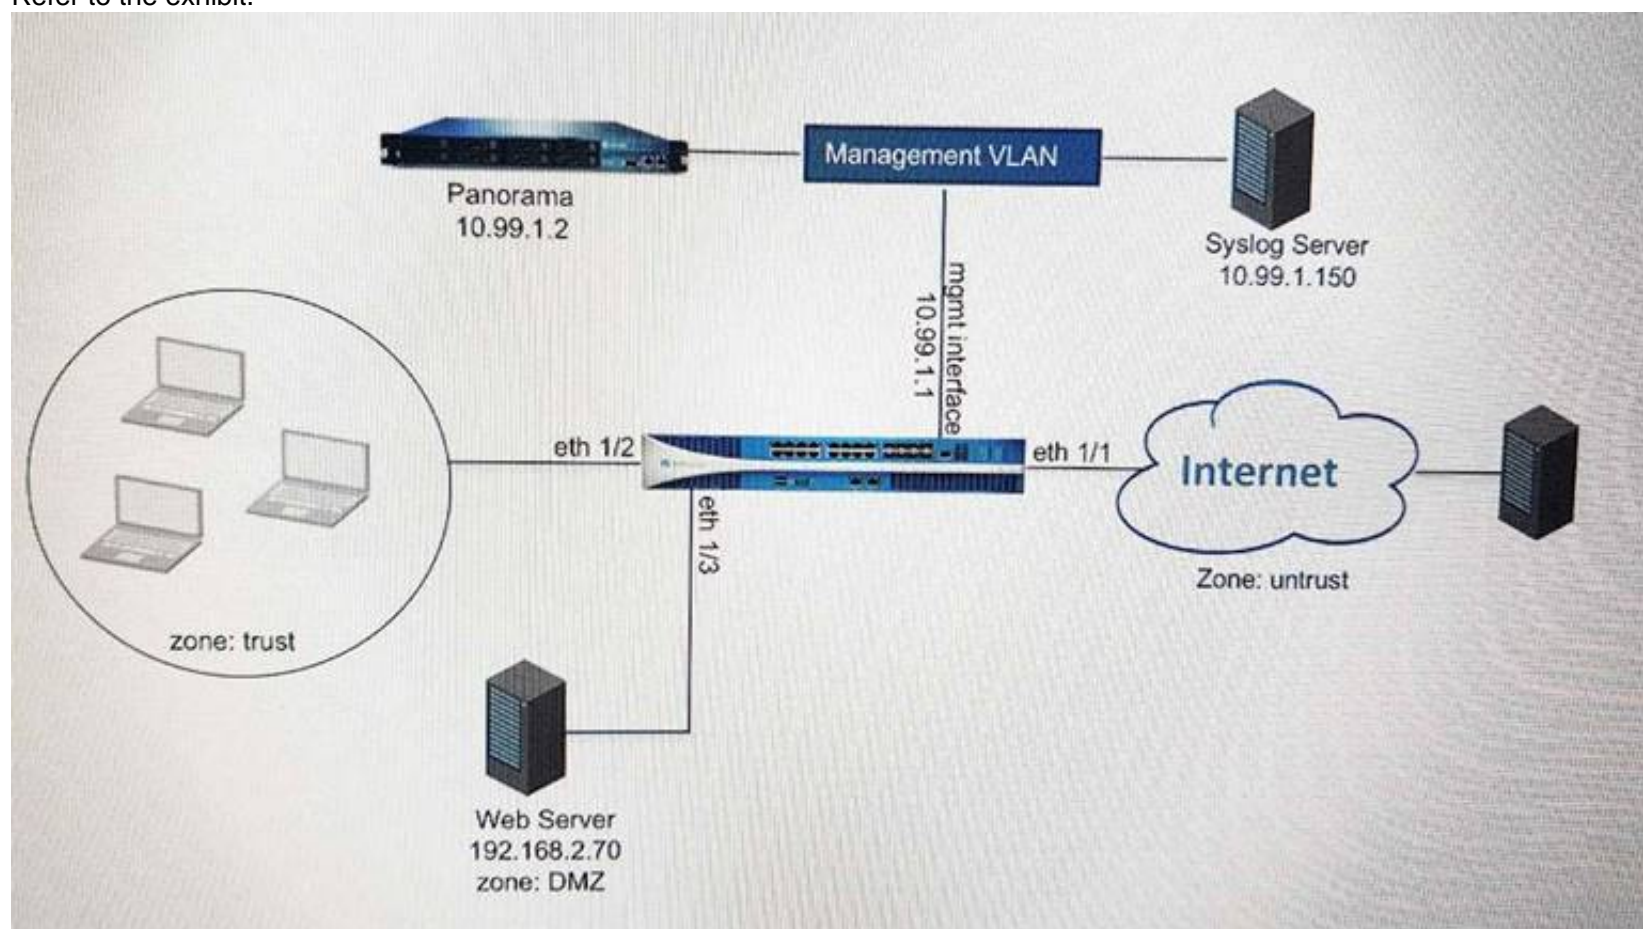 Refer to the exhibit.
Management VLAN
Panorama
10.99.1.2
Syslog Server
10.99.1.150
mgmt interface
10.99.1.1
eth 1/2
eth 1/1
Internet
eth 1/3
Zone: untrust
zone: trust
Web Server
192.168.2.70
zone: DMZ